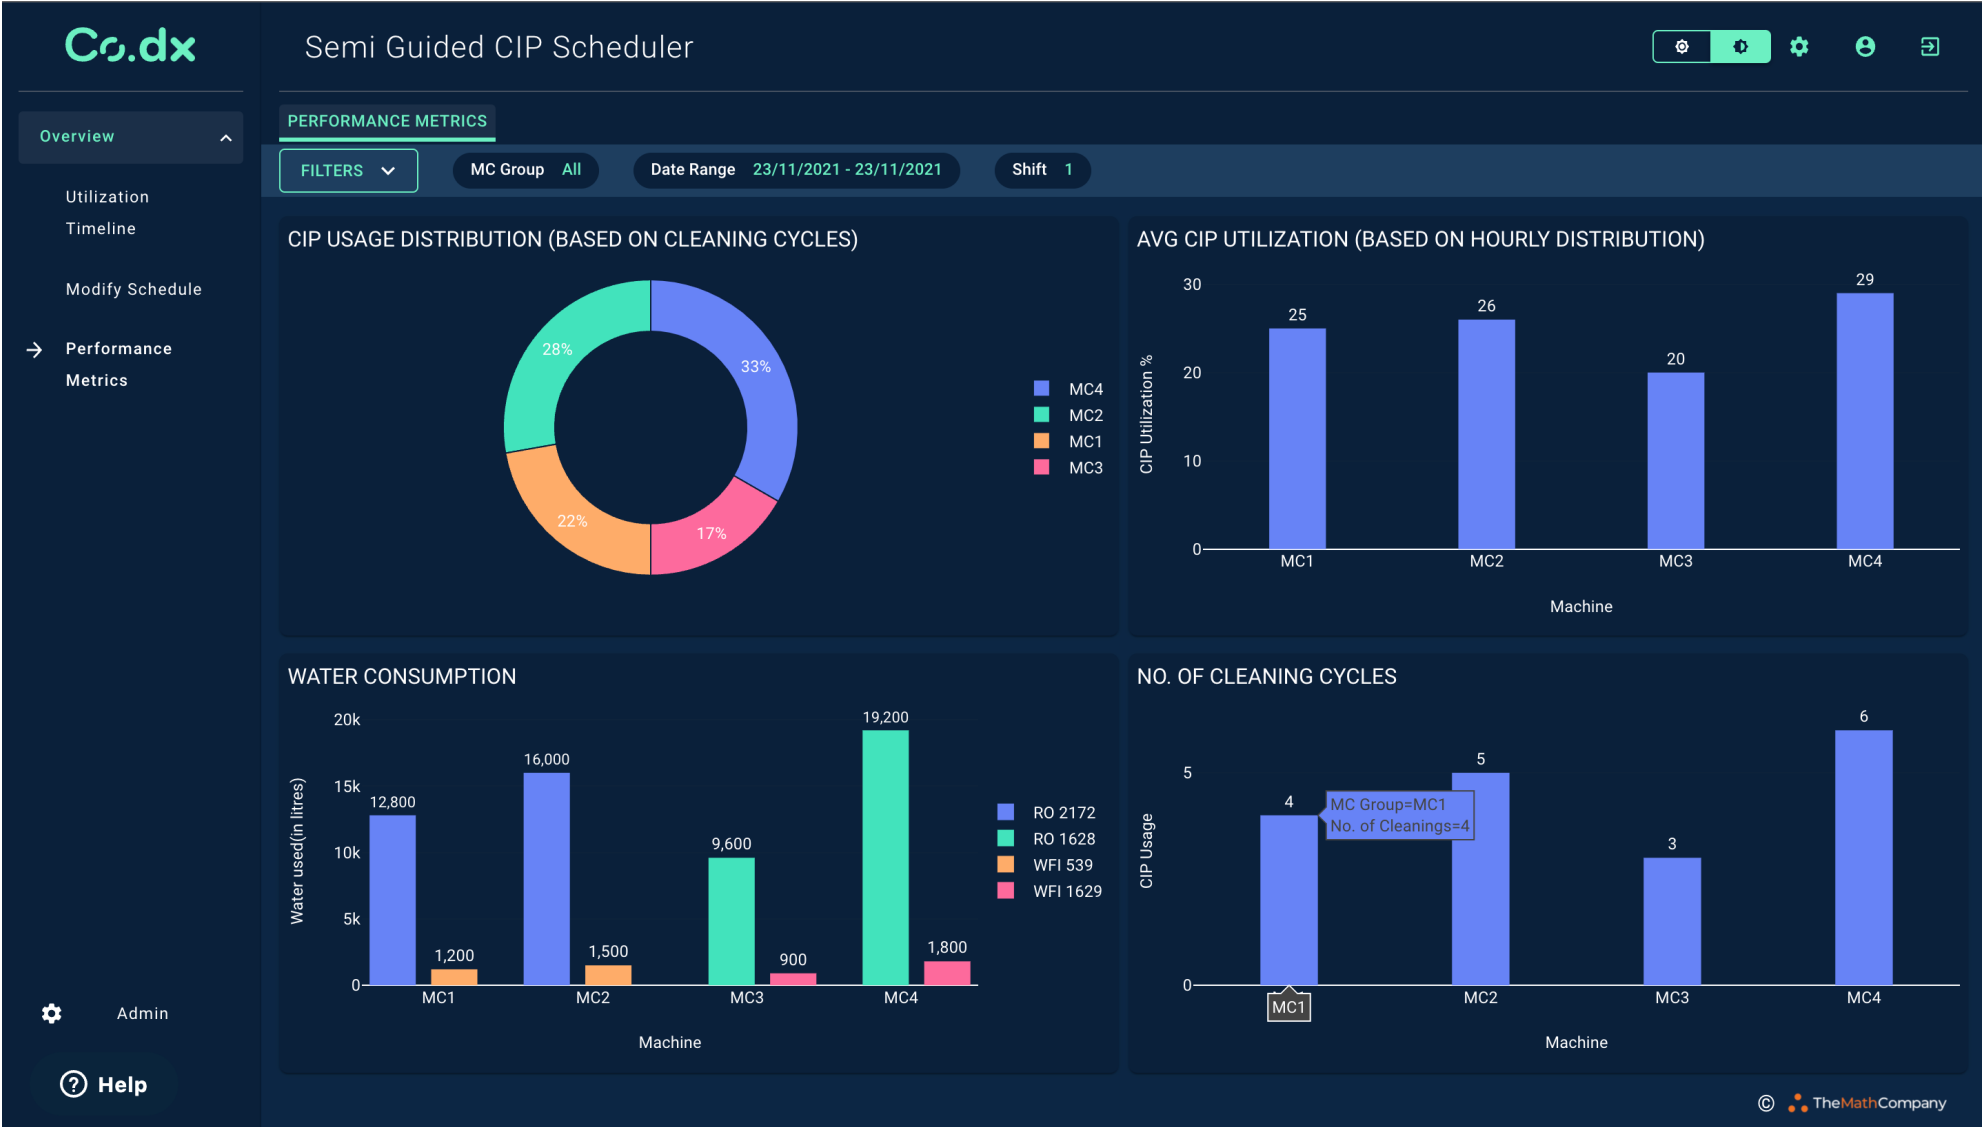 Co.dx
Semi Guided CIP Scheduler
Overview
Utilization
Timeline
Modify Schedule
Performance
Metrics
Admin
Help
PERFORMANCE METRICS
FILTERS
MC Group All
Date Range 23/11/2021 - 23/11/2021
Shift 1
CIP USAGE DISTRIBUTION (BASED ON CLEANING CYCLES)
28%
33%
22%
17%
MC4
MC2
MC1
MC3
AVG CIP UTILIZATION (BASED ON HOURLY DISTRIBUTION)
CIP Utilization %
30
20
10
0
25
26
20
29
MC1
MC2
MC3
MC4
Machine
WATER CONSUMPTION
Water used(in litres)
20k
15k
10k
5k
0
12,800
1,200
16,000
1,500
9,600
900
19,200
1,800
MC1
MC2
MC3
MC4
Machine
RO 2172
RO 1628
WFI 539
WFI 1629
NO. OF CLEANING CYCLES
CIP Usage
5
0
4
5
3
6
MC Group=MC1
No. of Cleanings=4
MC1
MC2
MC3
MC4
Machine
© TheMathCompany